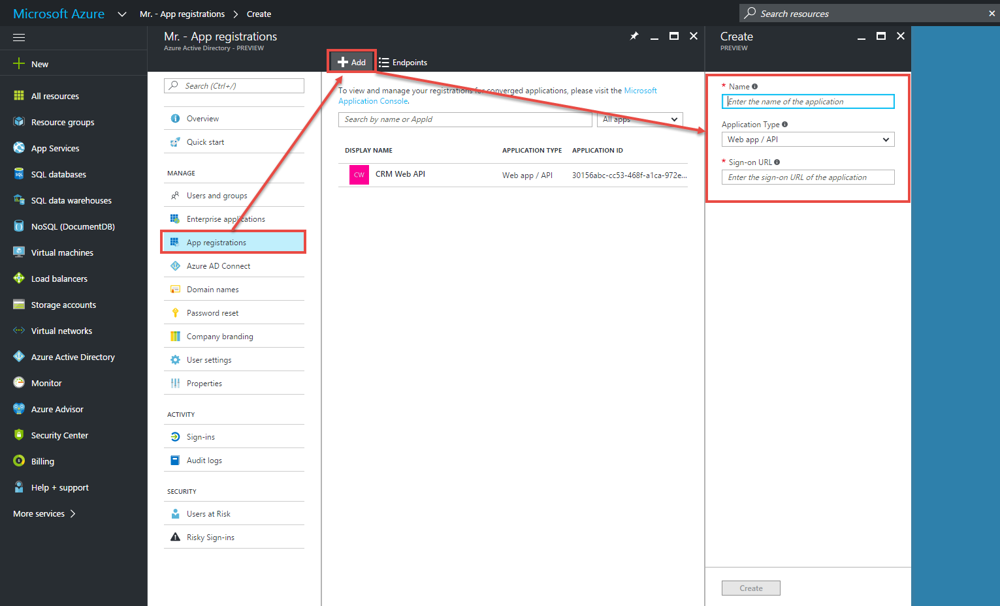 Microsoft Azure
Mr. - App registrations
Create
Search resources
New
All resources
Resource groups
App Services
SQL databases
SQL data warehouses
NoSQL (DocumentDB)
Virtual machines
Load balancers
Storage accounts
Virtual networks
Azure Active Directory
Monitor
Azure Advisor
Security Center
Billing
Help + support
More services
Mr. - App registrations
Azure Active Directory - PREVIEW
Search (Ctrl+/)
Overview
Quick start
MANAGE
Users and groups
Enterprise applications
App registrations
Azure AD Connect
Domain names
Password reset
Company branding
User settings
Properties
ACTIVITY
Sign-ins
Audit logs
SECURITY
Users at Risk
Risky Sign-ins
Add
Endpoints
To view and manage your registrations for converged applications, please visit the Microsoft
Application Console.
Search by name or AppId
All apps
DISPLAY NAME APPLICATION TYPE APPLICATION ID
CW CRM Web API Web app / API 30156abc-cc53-468f-a1ca-972e...
Create
PREVIEW
* Name
Enter the name of the application
Application Type
Web app / API
* Sign-on URL
Enter the sign-on URL of the application
Create